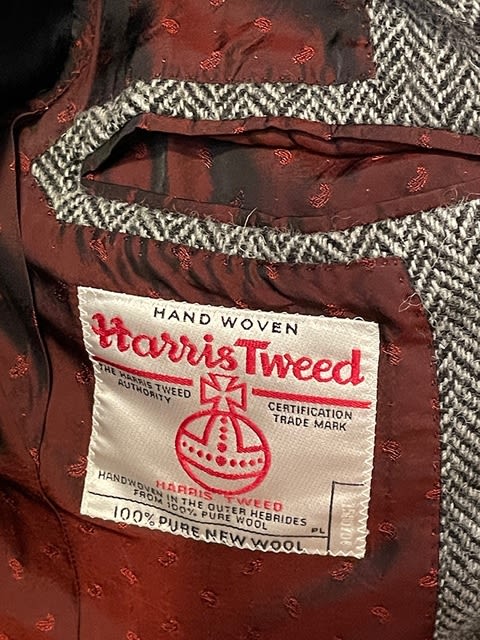 HAND WOVEN
Harris Tweed
THE HARRIS TWEED
AUTHORITY
CERTIFICATION
TRADE MARK
HARRIS TWEED
HANDWOVEN IN THE OUTER HEBRIDES
FROM 100% PURE WOOL
PL
100% PURE NEW WOOL